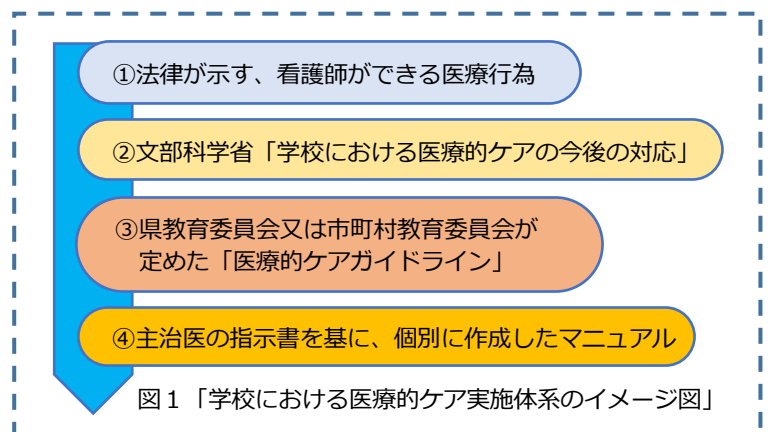 ①法律が示す、看護師ができる医療行為
②文部科学省「学校における医療的ケアの今後の対応」
③県教育委員会又は市町村教育委員会が
定めた「医療的ケアガイドライン」
④主治医の指示書を基に、個別に作成したマニュアル
図1「学校における医療的ケア実施体系のイメージ図」